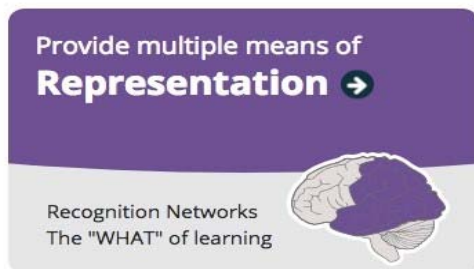 Provide multiple means of
Representation
Recognition Networks
The "WHAT" of learning